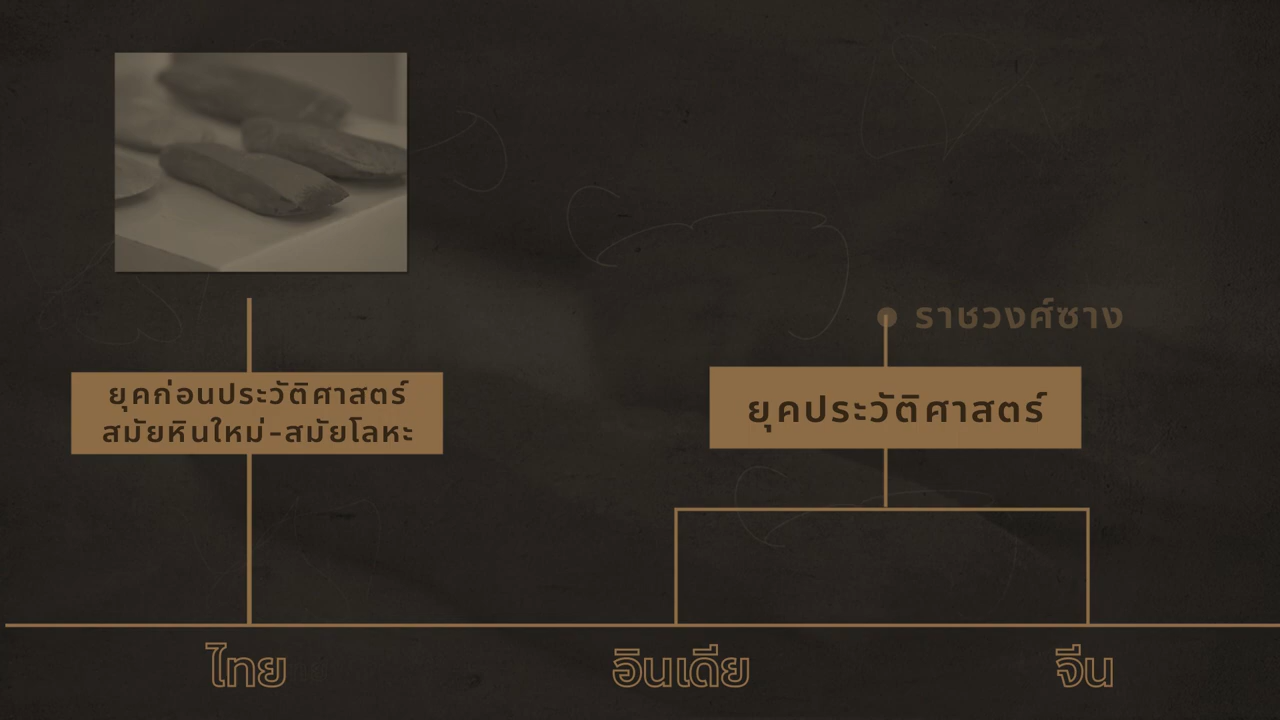 ราชวงศ์ซาง
ยุคก่อนประวัติศาสตร์
สมัยหินใหม่-สมัยโลหะ
ยุคประวัติศาสตร์
ไทย
อินเดีย
จีน